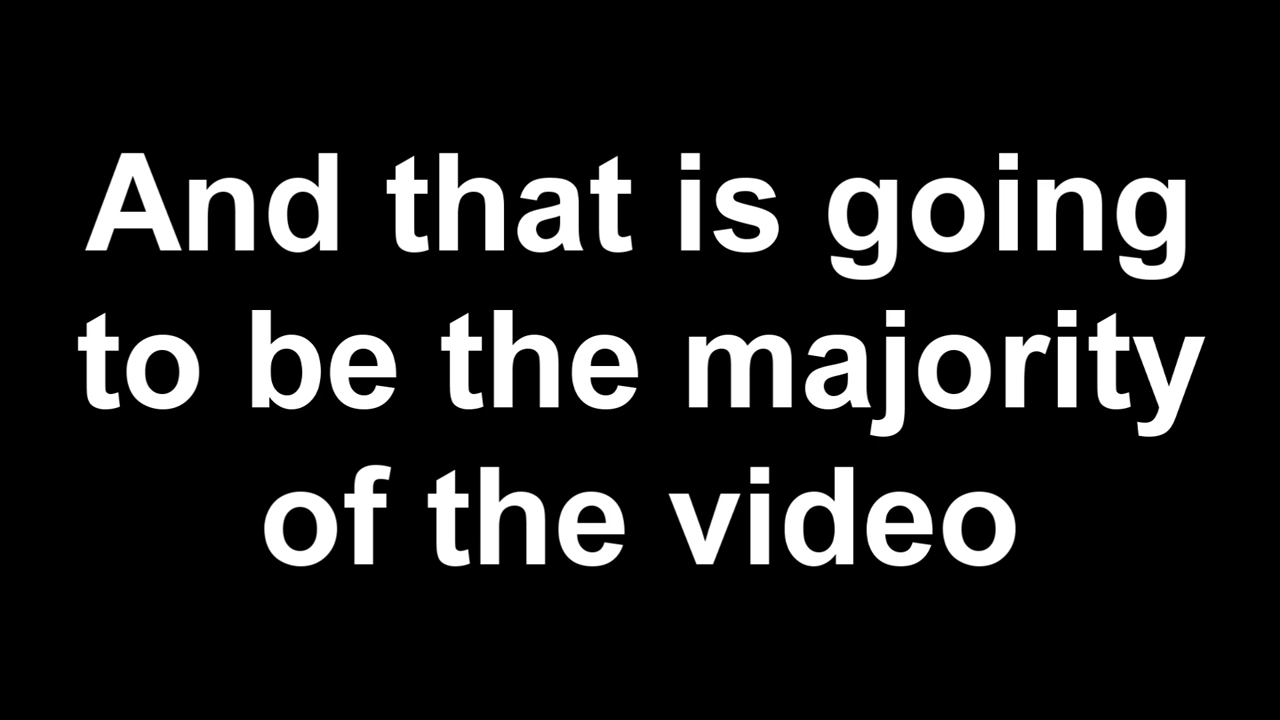 And that is going
to be the majority
of the video